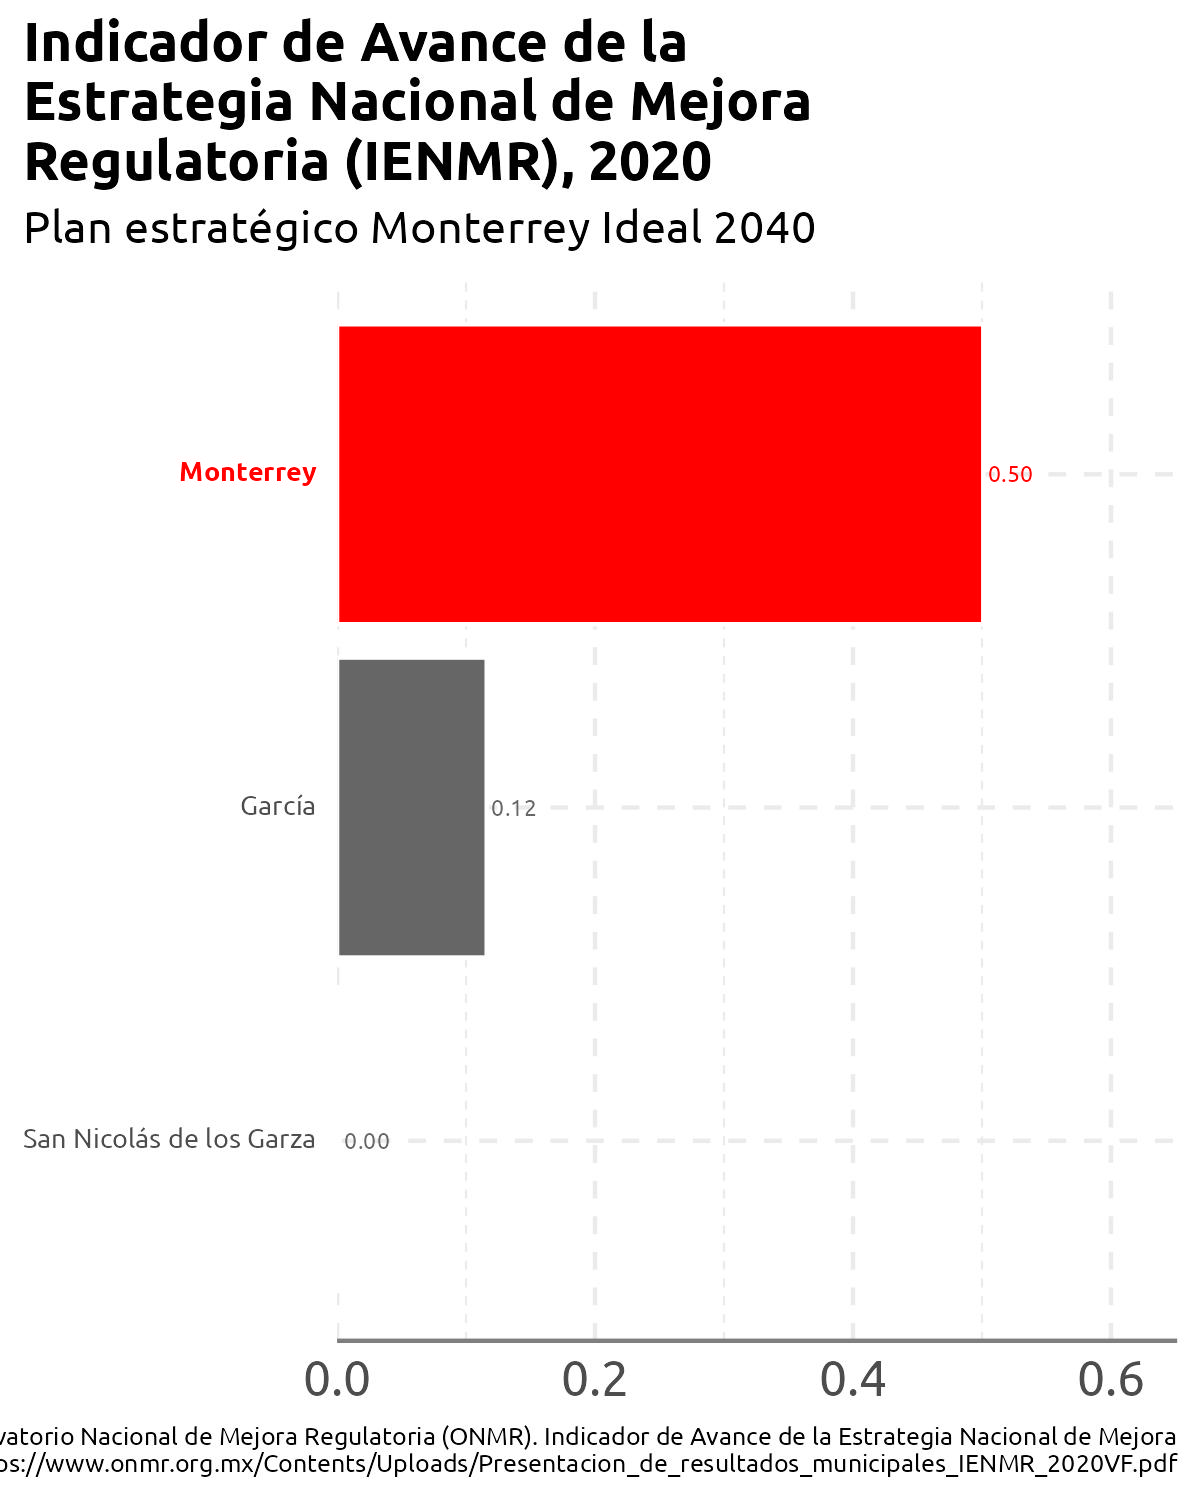 Indicador de Avance de la
Estrategia Nacional de Mejora
Regulatoria (IENMR), 2020
Plan estratégico Monterrey Ideal 2040
Monterrey 0.50
García 0.12
San Nicolás de los Garza 0.00
0.0 0.2 0.4 0.6
Nacional de Mejora Regulatoria (ONMR). Indicador de Avance de la Estrategia Nacional de Mejora
://www.onmr.org.mx/Contents/Uploads/Presentacion_de_resultados_municipales_IENMR_2020VF.pdf